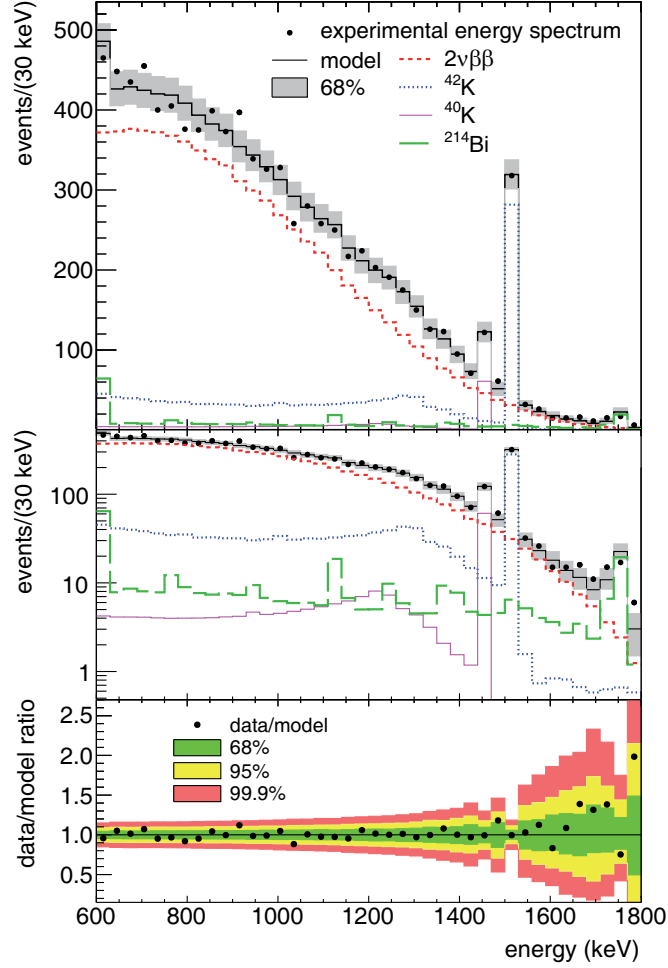 500
400
300
200
100
events/(30 keV)
experimental energy spectrum
model
68%
2νββ
⁴²K
⁴⁰K
²¹⁴Bi
100
10
1
events/(30 keV)
2.5
2.0
1.5
1.0
0.5
data/model ratio
data/model
68%
95%
99.9%
600 800 1000 1200 1400 1600 1800
energy (keV)